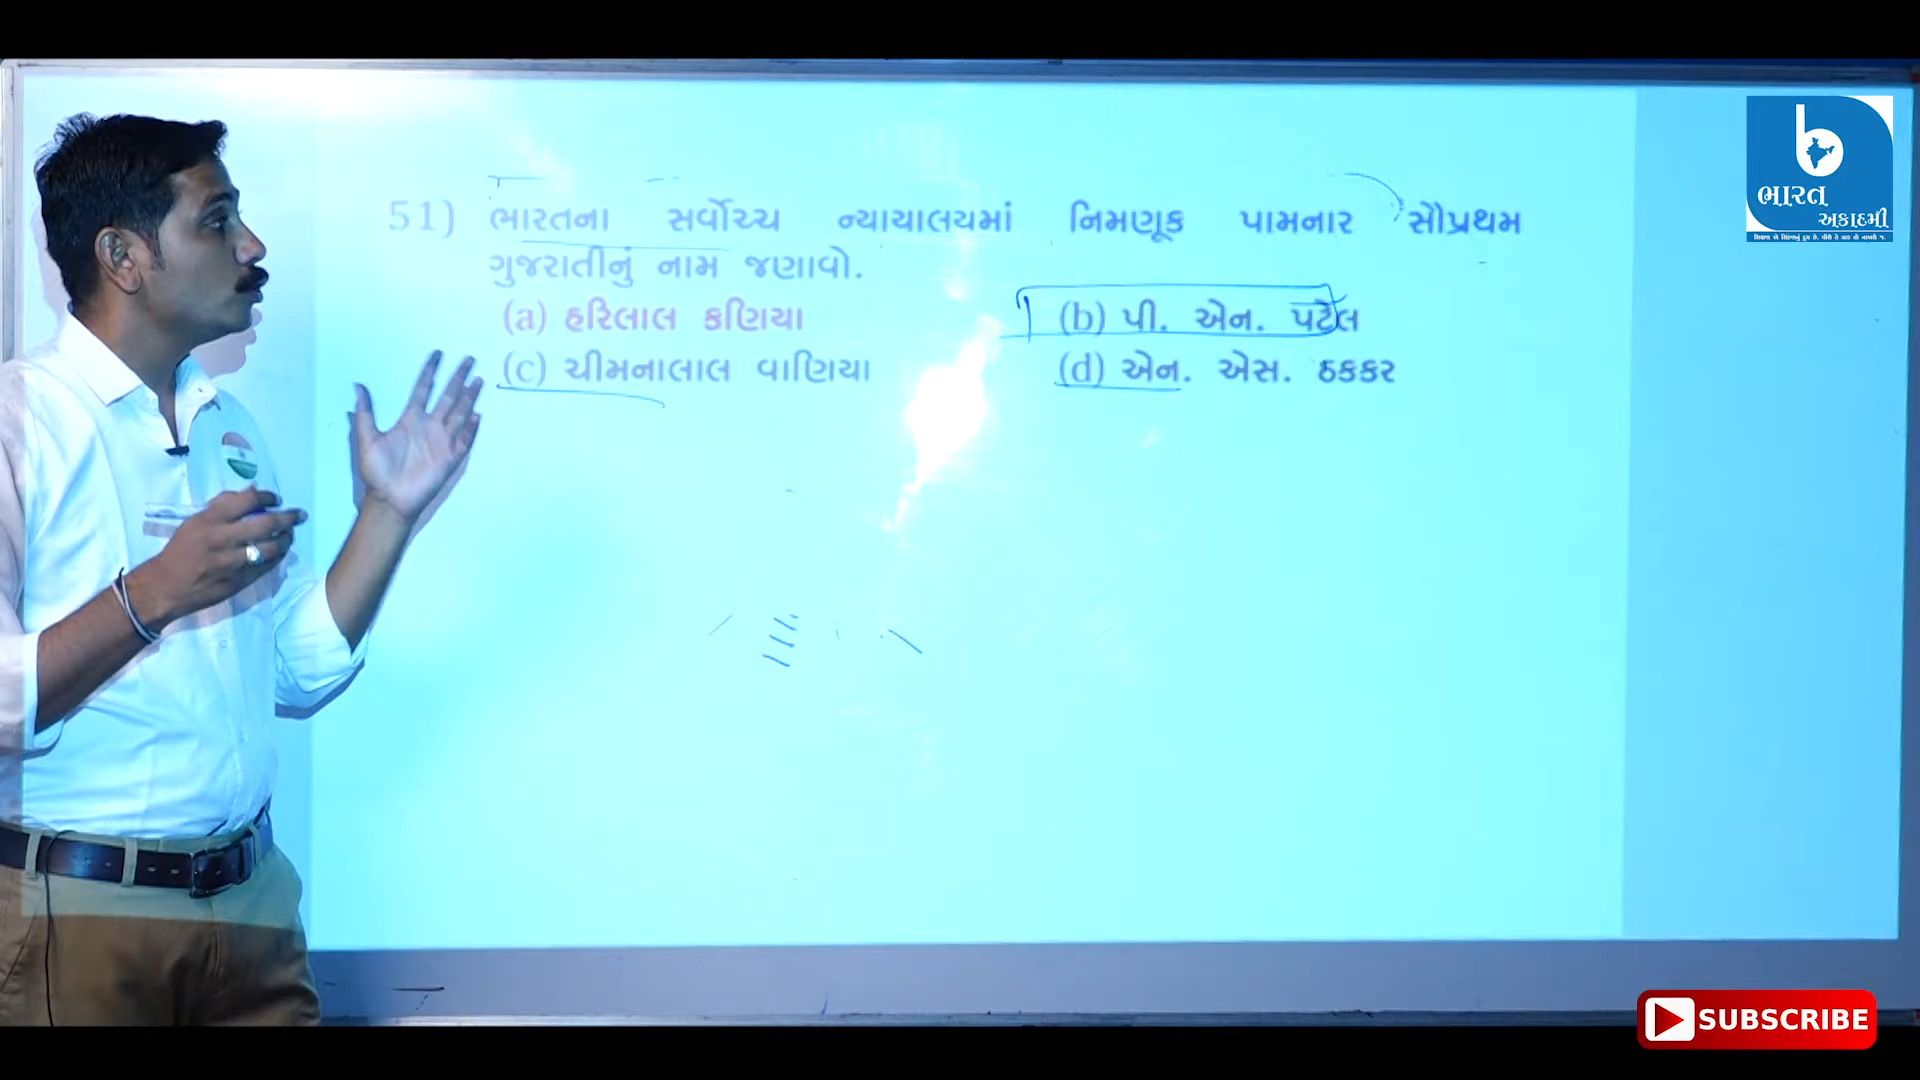 51) ભારતના સર્વોચ્ચ ન્યાયાલયમાં નિમણૂક પામનાર સૌપ્રથમ
ગુજરાતીનું નામ જણાવો.
(a) હરિલાલ કણિયા (b) પી. એન. પટેલ
(c) ચીમનાલાલ વાણિયા (d) એન. એસ. ઠકકર
b
ભારત
અકાદમી
SUBSCRIBE